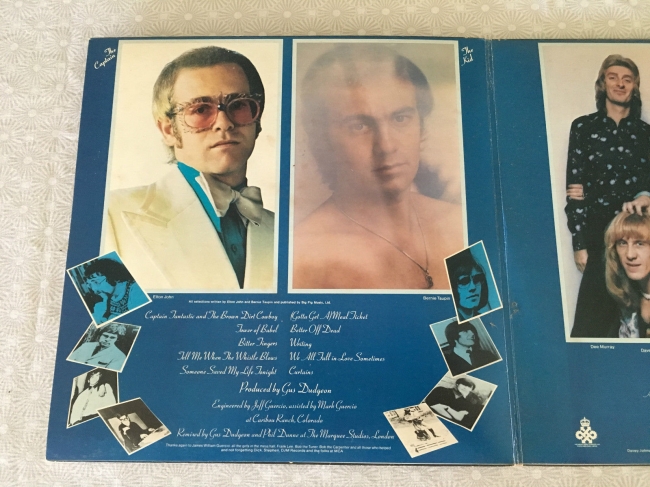 The Captain
The Kid
Elton John
Bernie Taupin
All selections written by Elton John and Bernie Taupin and published by Big Pig Music, Ltd.
Captain Fantastic and The Brown Dirt Cowboy
Tower of Babel
Bitter Fingers
Tell Me When The Whistle Blows
Someone Saved My Life Tonight
(Gotta Get A) Meal Ticket
Better Off Dead
Writing
We All Fall in Love Sometimes
Curtains
Produced by Gus Dudgeon
Engineered by Jeff Guercio, assisted by Mark Guercio
at Caribou Ranch, Colorado
Remixed by Gus Dudgeon and Phil Dunne at The Marquee Studios, London
Dee Murray